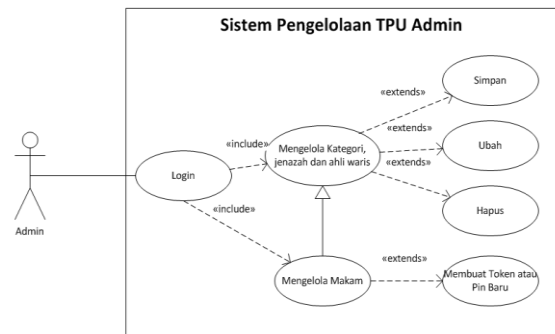 Sistem Pengelolaan TPU Admin
Simpan
«extends»
«extends»
Ubah
«include»
Mengelola Kategori,
jenazah dan ahli waris
«extends»
Login
Hapus
«include»
Admin
«extends»
Mengelola Makam
Membuat Token atau
Pin Baru